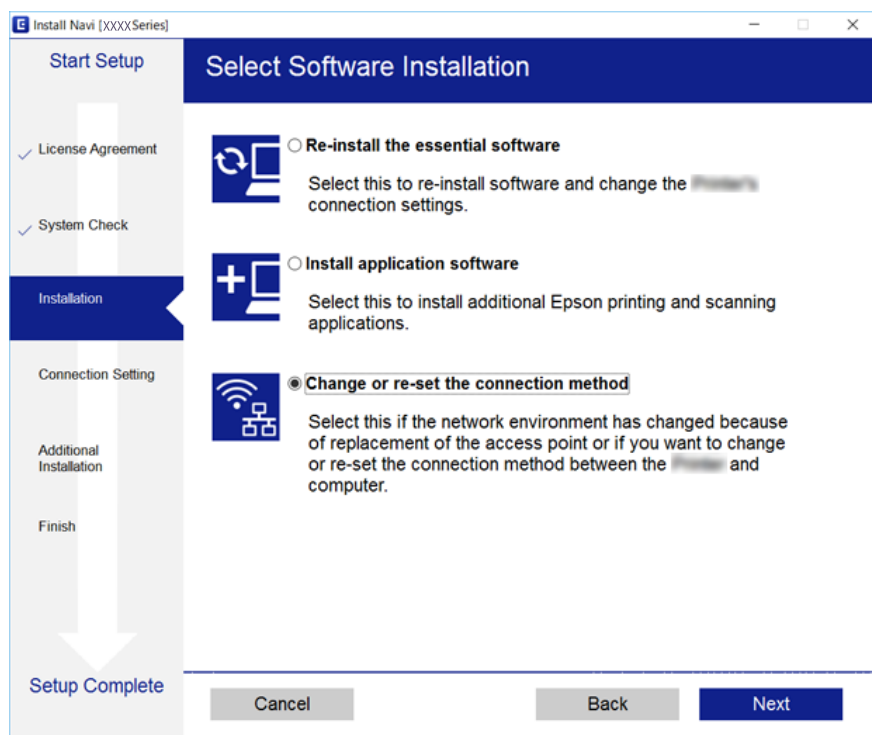 Install Navi [XXXX Series]
Start Setup
License Agreement
System Check
Installation
Connection Setting
Additional
Installation
Finish
Setup Complete
Select Software Installation
Re-install the essential software
Select this to re-install software and change the
connection settings.
Install application software
Select this to install additional Epson printing and scanning
applications.
Change or re-set the connection method
Select this if the network environment has changed because
of replacement of the access point or if you want to change
or re-set the connection method between the and
computer.
Cancel
Back
Next